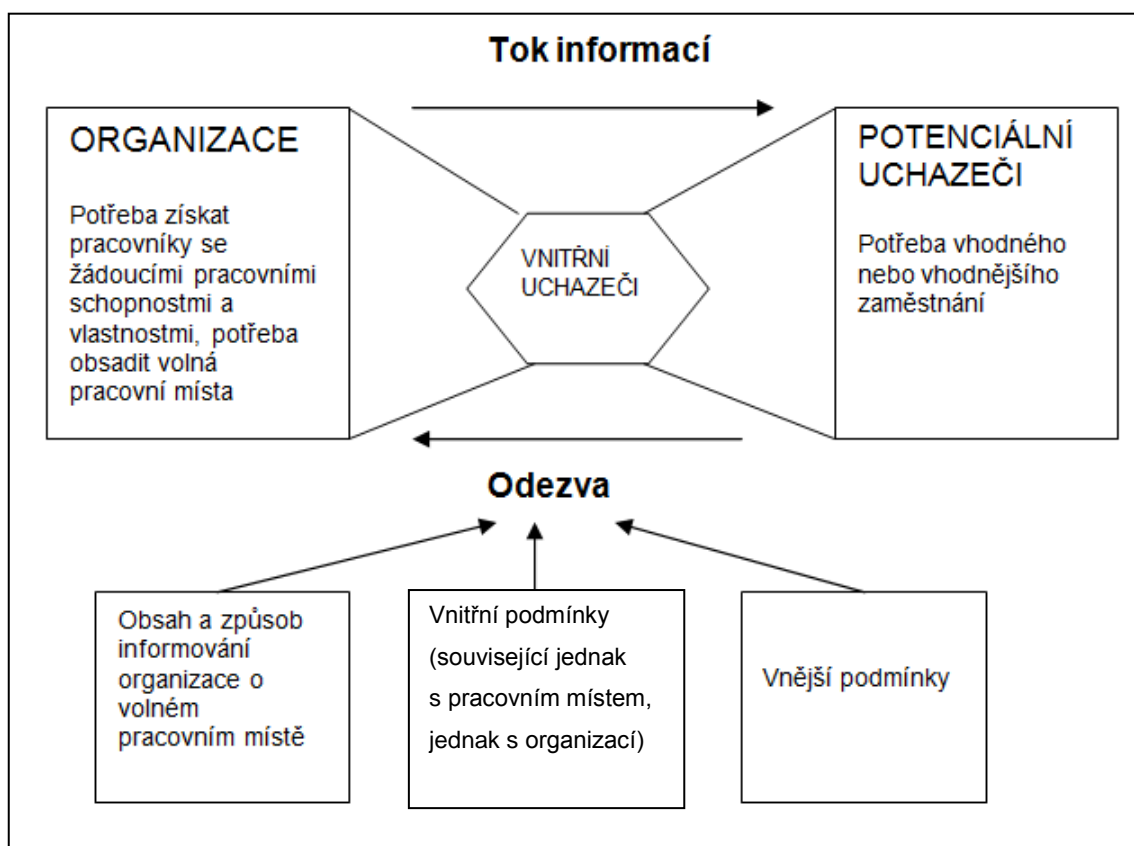 Tok informací
ORGANIZACE
Potřeba získat
pracovníky se
žádoucími pracovními
schopnostmi a
vlastnostmi, potřeba
obsadit volná
pracovní místa
VNITŘNÍ
UCHAZEČI
POTENCIÁLNÍ
UCHAZEČI
Potřeba vhodného
nebo vhodnějšího
zaměstnání
Odezva
Obsah a způsob
informování
organizace o
volném
pracovním místě
Vnitřní podmínky
(související jednak
s pracovním místem,
jednak s organizací)
Vnější podmínky